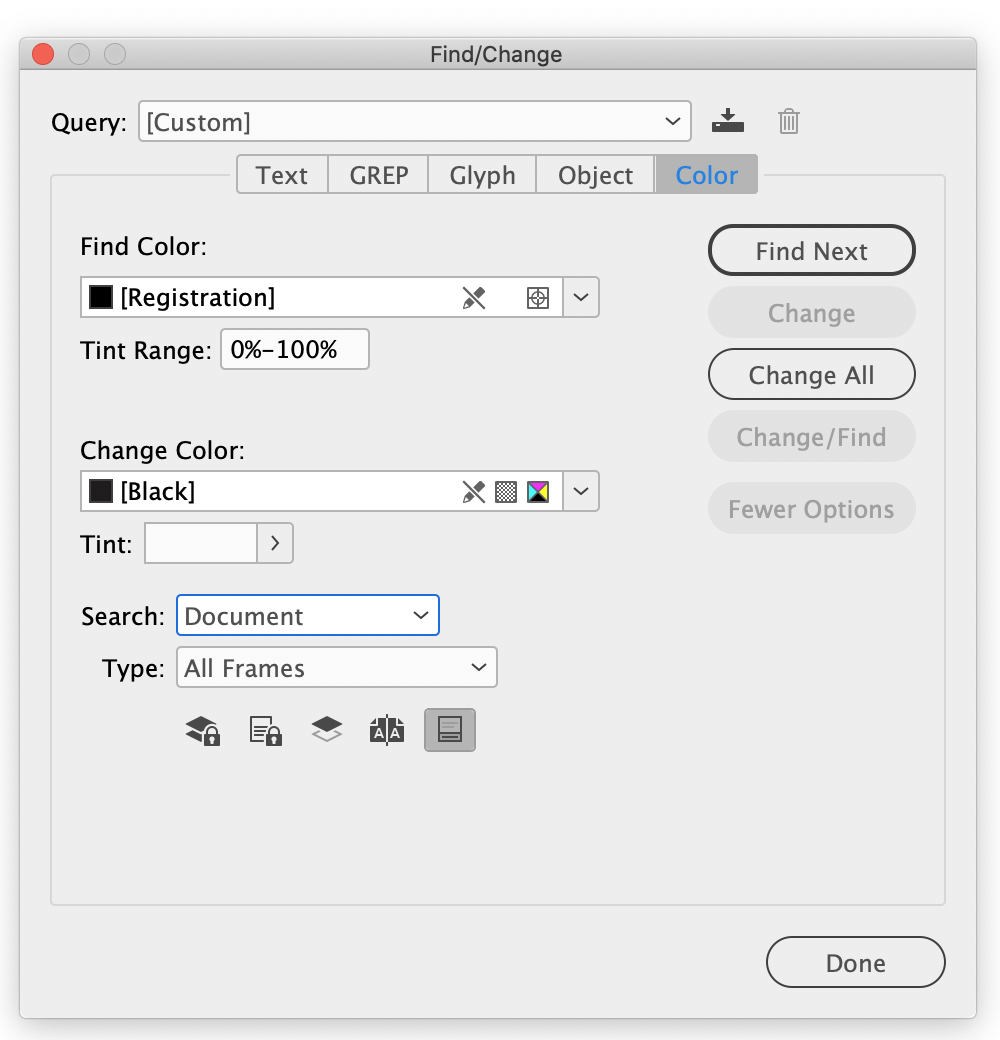 Find/Change
Query: [Custom]
Text GREP Glyph Object Color
Find Color:
[Registration]
Tint Range: 0%–100%
Change Color:
[Black]
Tint:
Search: Document
Type: All Frames
A A
Find Next
Change
Change All
Change/Find
Fewer Options
Done